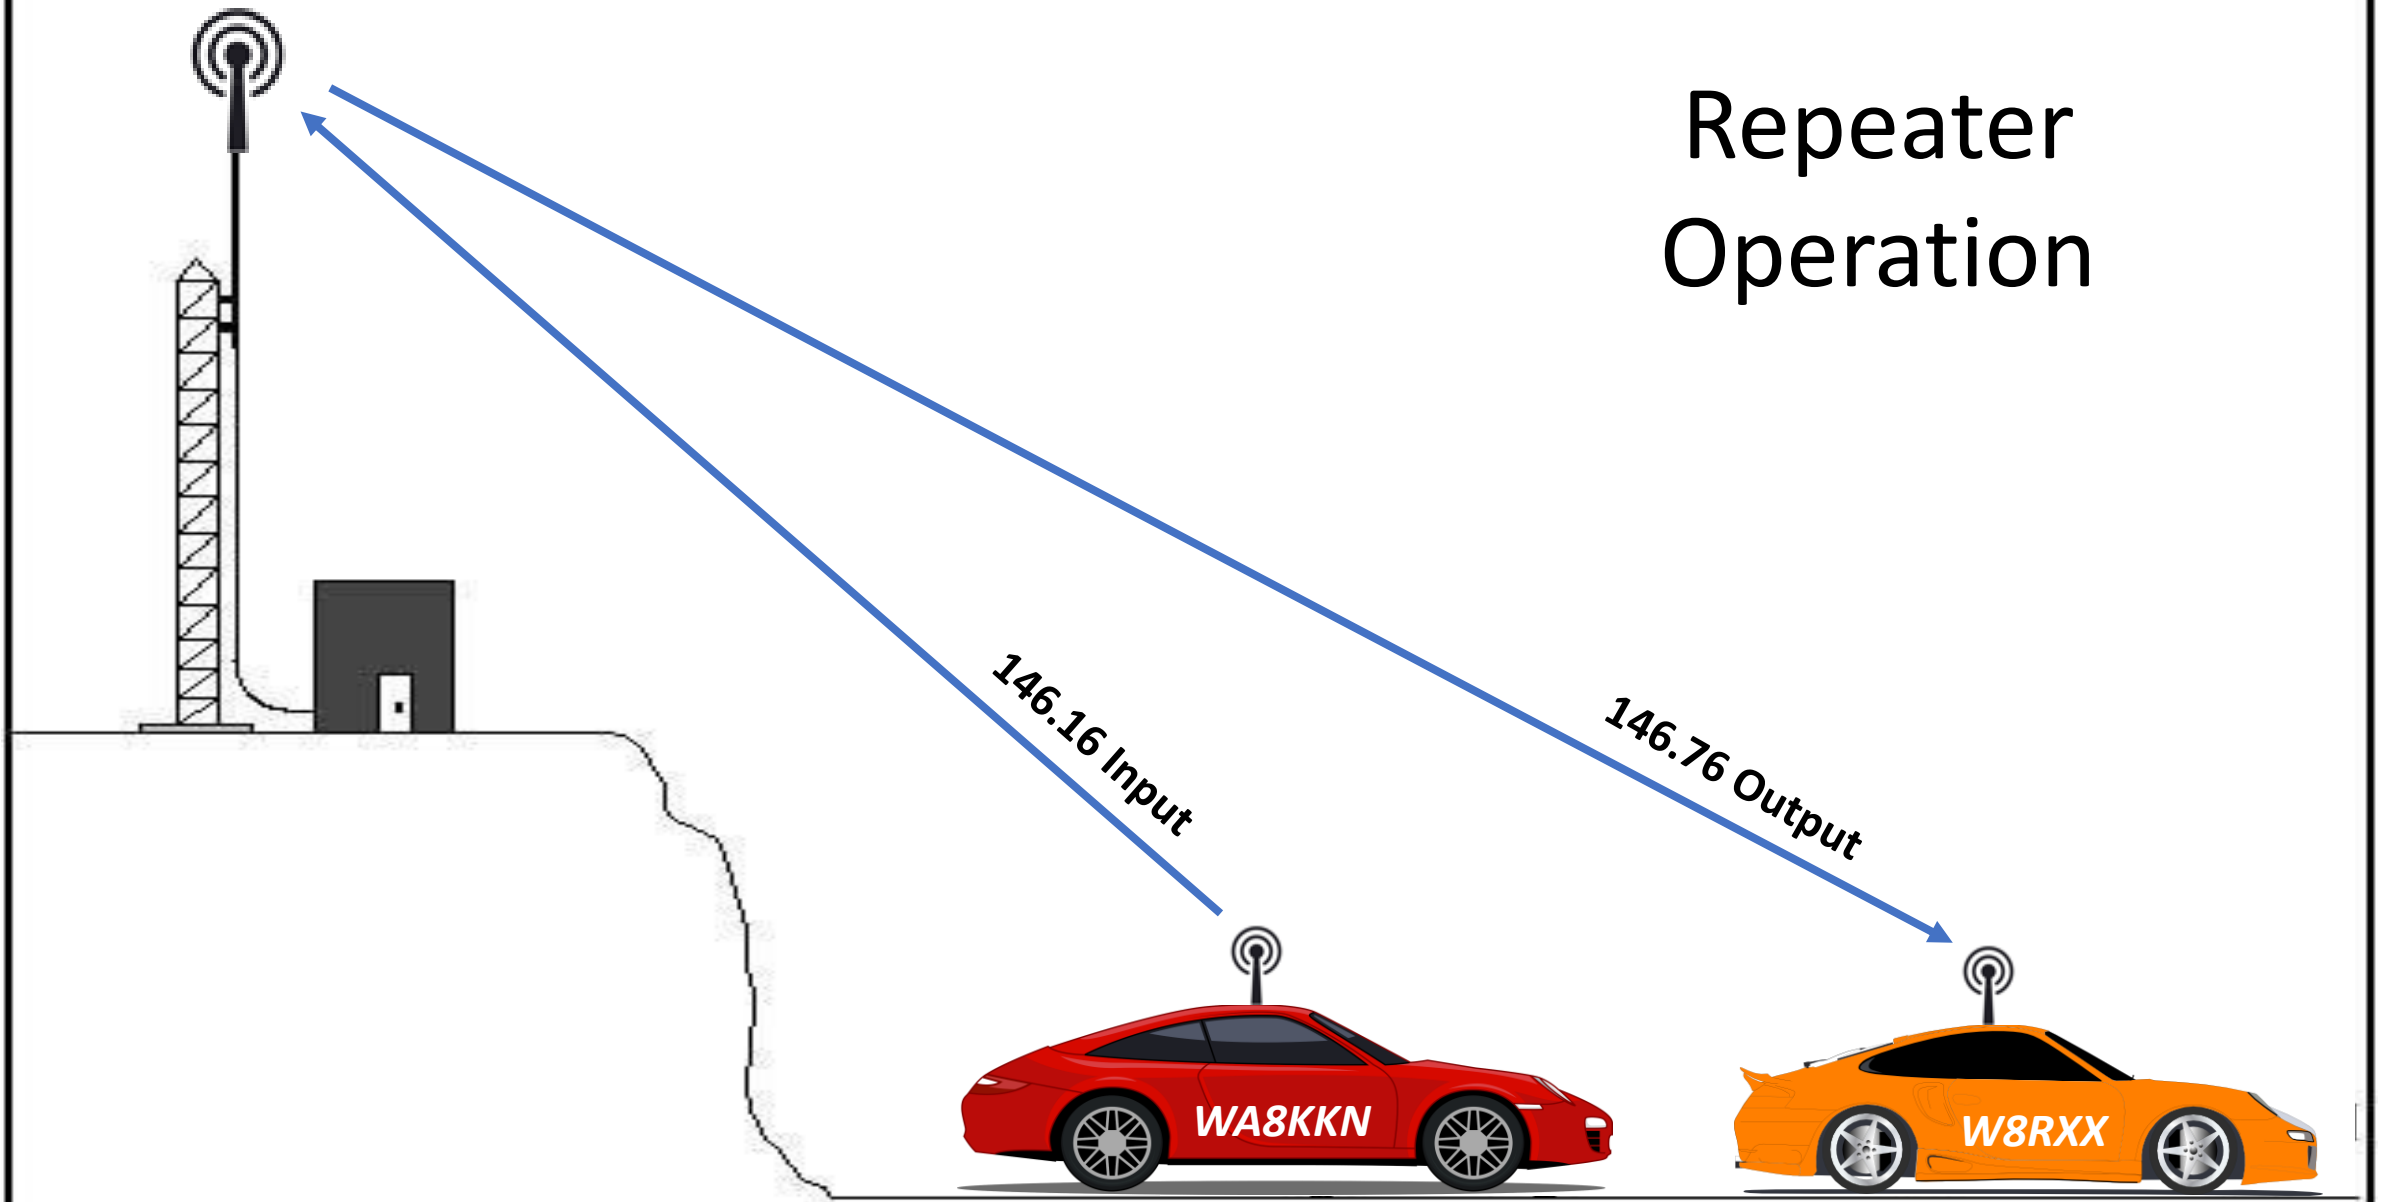 Repeater
Operation
146.16 Input
146.76 Output
WA8KKN
W8RXX